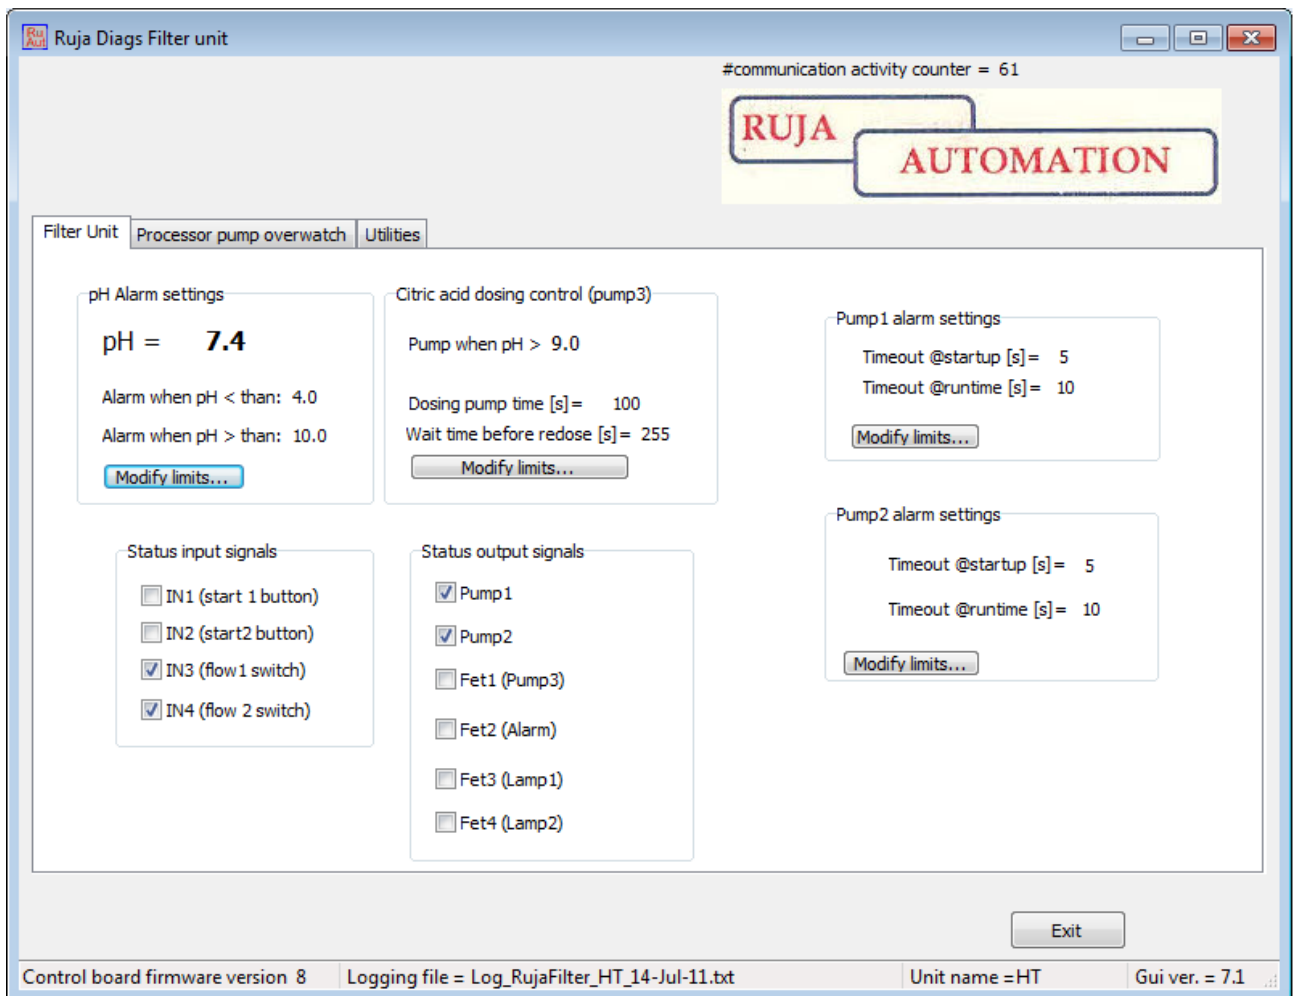 Ru
Aut
Ruja Diags Filter unit
#communication activity counter = 61
RUJA
AUTOMATION
Filter Unit
Processor pump overwatch
Utilities
pH Alarm settings
pH = 7.4
Alarm when pH < than: 4.0
Alarm when pH > than: 10.0
Modify limits...
Citric acid dosing control (pump3)
Pump when pH > 9.0
Dosing pump time [s] = 100
Wait time before redose [s] = 255
Modify limits...
Pump1 alarm settings
Timeout @startup [s] = 5
Timeout @runtime [s] = 10
Modify limits...
Pump2 alarm settings
Timeout @startup [s] = 5
Timeout @runtime [s] = 10
Modify limits...
Status input signals
IN1 (start 1 button)
IN2 (start2 button)
IN3 (flow1 switch)
IN4 (flow 2 switch)
Status output signals
Pump1
Pump2
Fet1 (Pump3)
Fet2 (Alarm)
Fet3 (Lamp1)
Fet4 (Lamp2)
Exit
Control board firmware version 8
Logging file = Log_RujaFilter_HT_14-Jul-11.txt
Unit name =HT
Gui ver. = 7.1